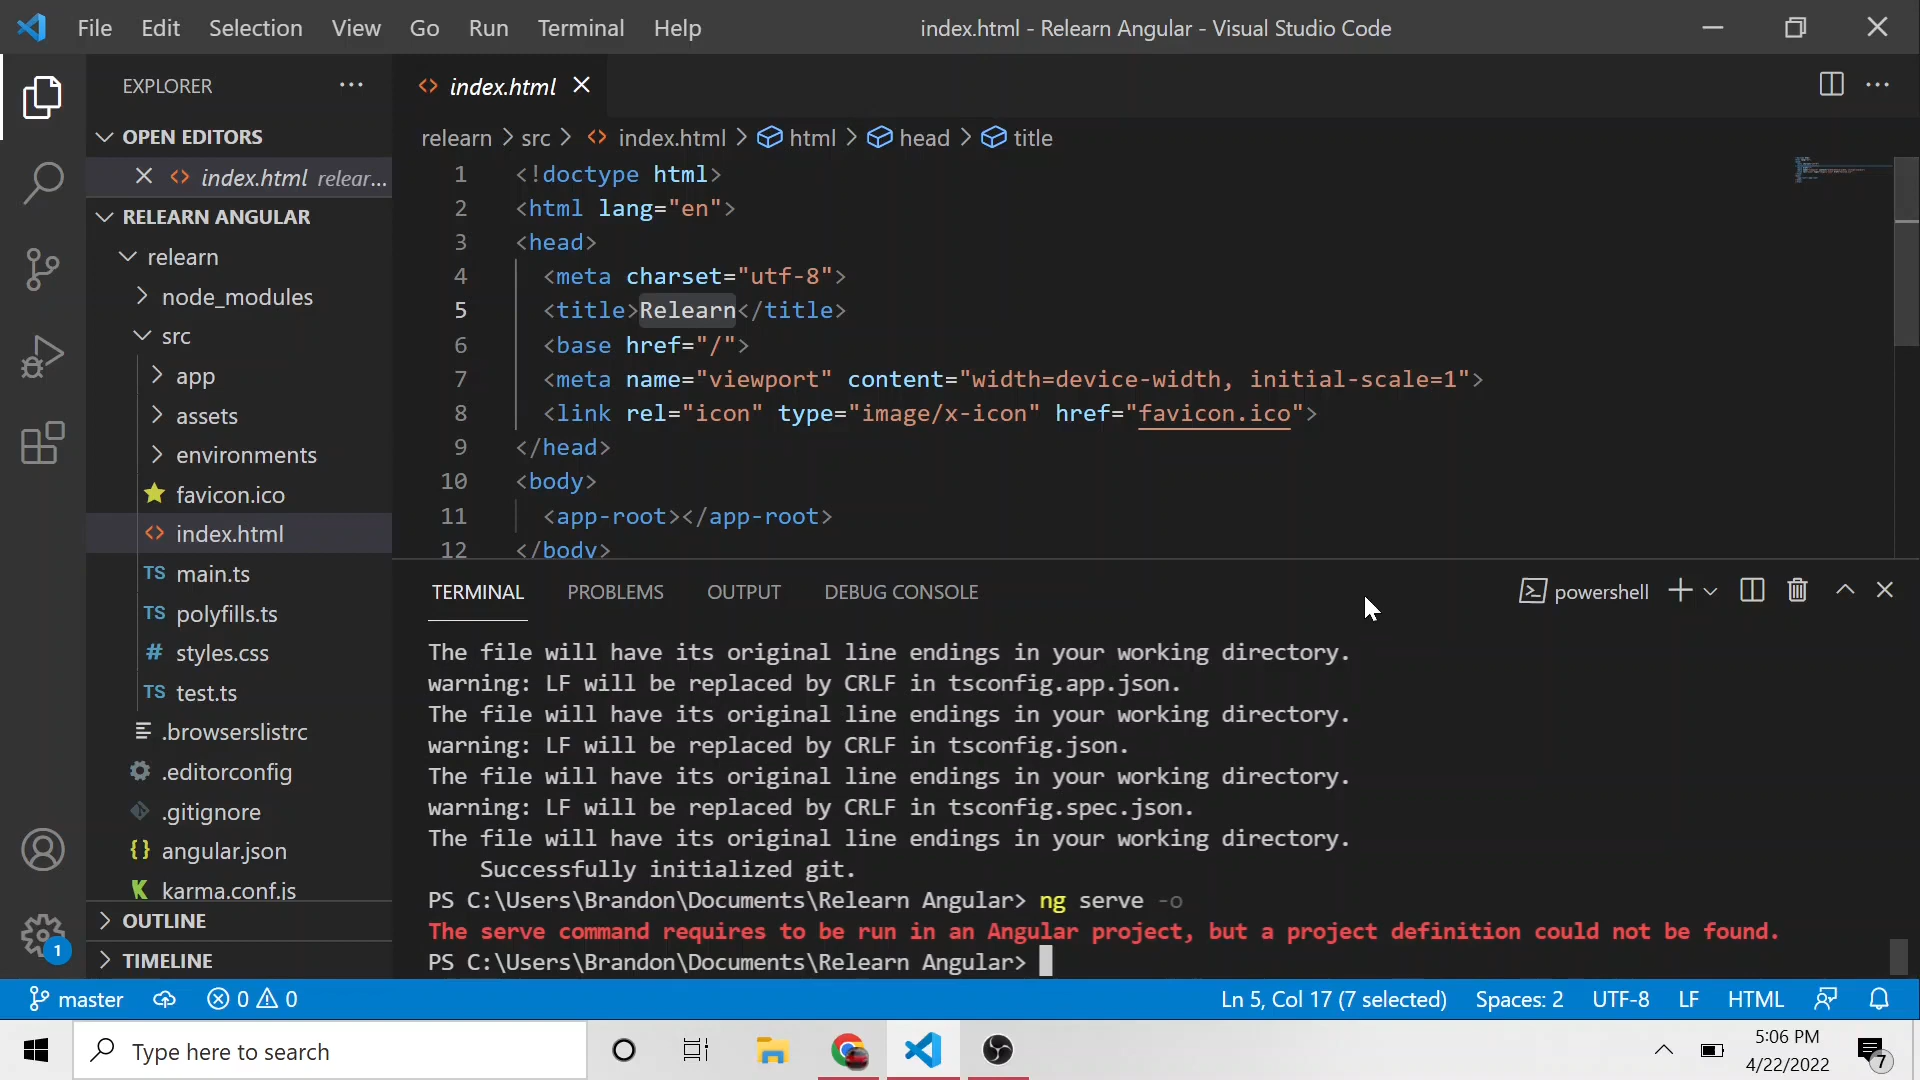 File Edit Selection View Go Run Terminal Help
index.html - Relearn Angular - Visual Studio Code
EXPLORER
OPEN EDITORS
index.html relear...
RELEARN ANGULAR
relearn
node_modules
src
app
assets
environments
favicon.ico
index.html
main.ts
polyfills.ts
styles.css
test.ts
.browserslistrc
.editorconfig
.gitignore
angular.json
karma.conf.js
OUTLINE
TIMELINE
1
index.html
relearn > src > index.html > html > head > title
1 <!doctype html>
2 <html lang="en">
3 <head>
4 <meta charset="utf-8">
5 <title>Relearn</title>
6 <base href="/">
7 <meta name="viewport" content="width=device-width, initial-scale=1">
8 <link rel="icon" type="image/x-icon" href="favicon.ico">
9 </head>
10 <body>
11 <app-root></app-root>
12 </body>
TERMINAL PROBLEMS OUTPUT DEBUG CONSOLE
powershell
The file will have its original line endings in your working directory.
warning: LF will be replaced by CRLF in tsconfig.app.json.
The file will have its original line endings in your working directory.
warning: LF will be replaced by CRLF in tsconfig.json.
The file will have its original line endings in your working directory.
warning: LF will be replaced by CRLF in tsconfig.spec.json.
The file will have its original line endings in your working directory.
Successfully initialized git.
PS C:\Users\Brandon\Documents\Relearn Angular> ng serve -o
The serve command requires to be run in an Angular project, but a project definition could not be found.
PS C:\Users\Brandon\Documents\Relearn Angular>
master 0 0 Ln 5, Col 17 (7 selected) Spaces: 2 UTF-8 LF HTML
Type here to search
5:06 PM
4/22/2022
7